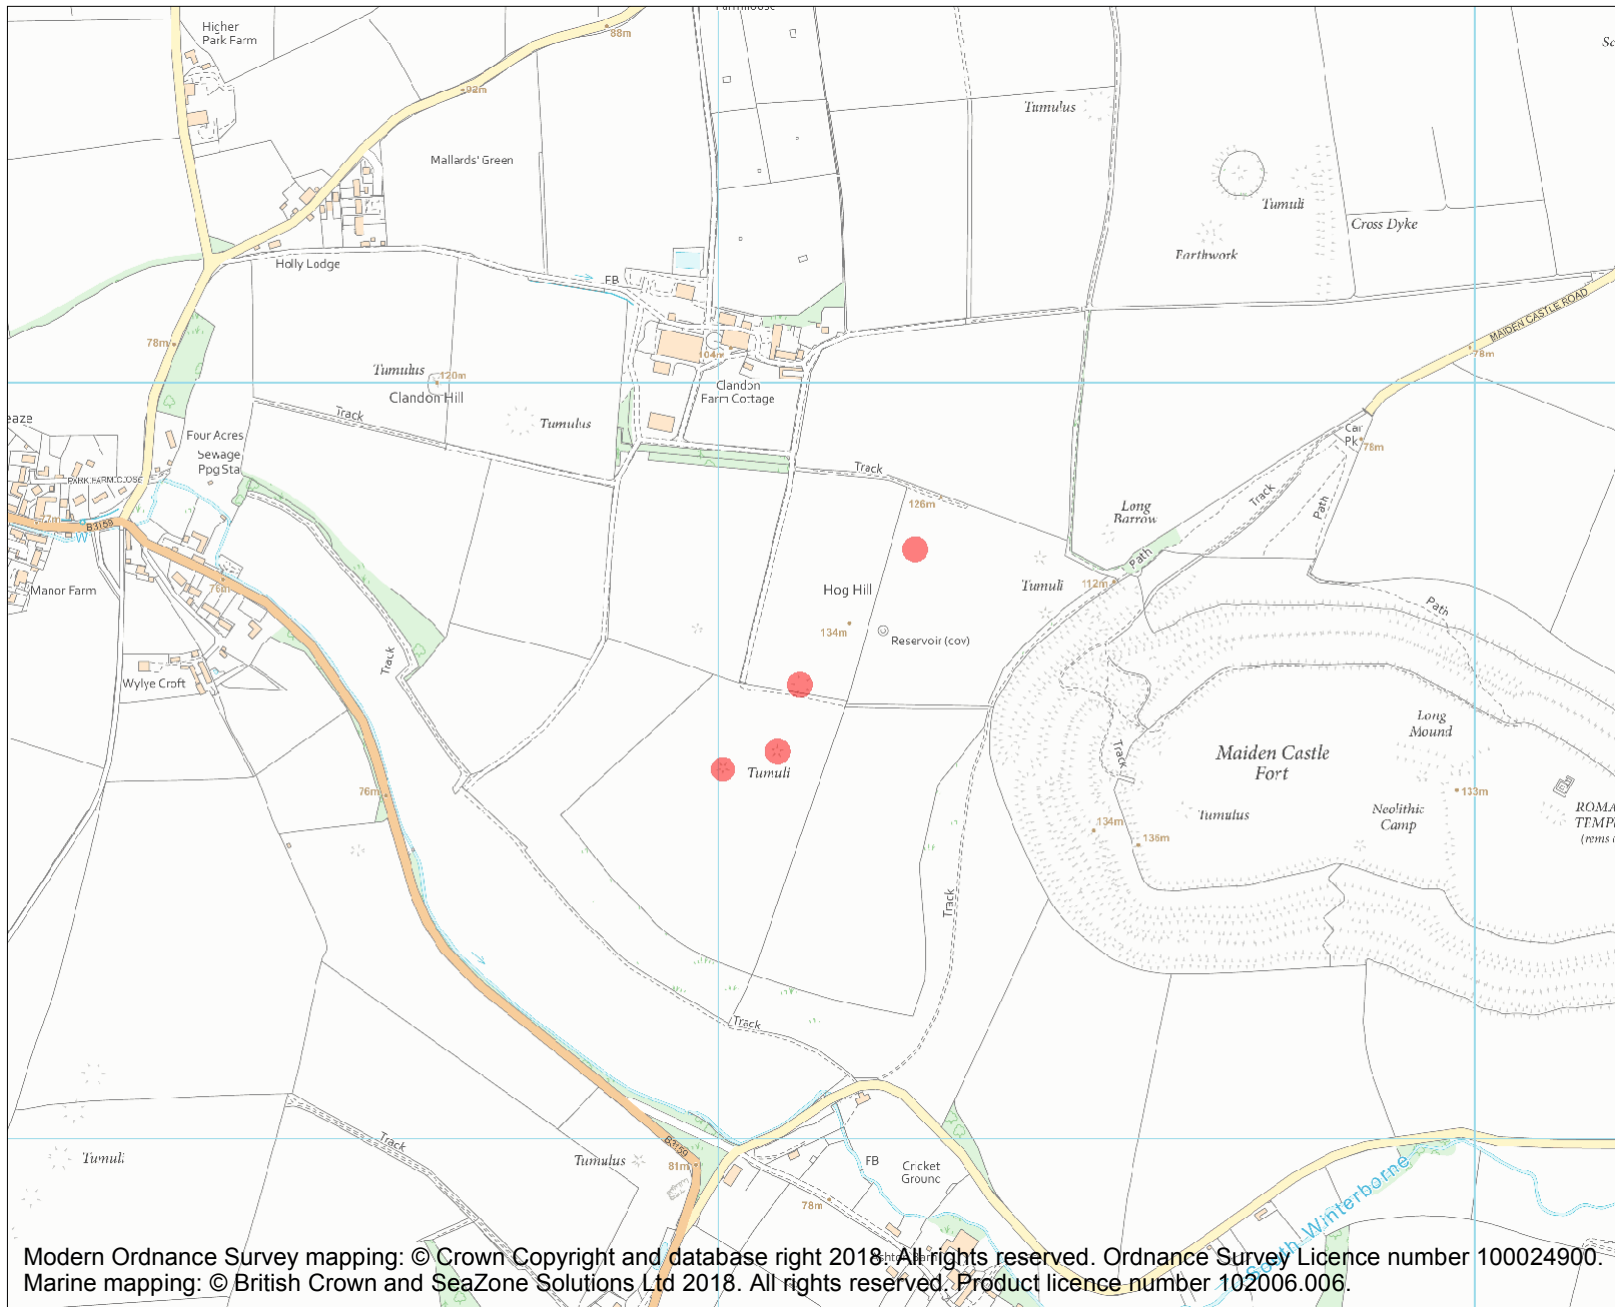 Higher
Park Farm
88m
92m
Mallards' Green
Tumulus
Tumuli
Cross Dyke
Earthwork
Holly Lodge
FB
MAIDEN CASTLE ROAD
78m
78m
104m
Tumulus
120m
Clandon Hill
Clandon
Farm Cottage
Track
Tumulus
Four Acres
Sewage
Ppg Sta
PARK FARM CLOSE
B3159
W
Car
Pk
78m
Track
126m
Long
Barrow
Track
Path
Path
Manor Farm
76m
Hog Hill
Tumuli
112m
134m
Reservoir (cov)
Path
Wylye Croft
Track
Long
Mound
Track
Maiden Castle
Fort
Tumuli
76m
133m
Tumulus
Neolithic
Camp
134m
136m
Track
Track
Tumuli
Track
Tumulus
B3159
81m
FB
Cricket
Ground
78m
South Winterborne
Modern Ordnance Survey mapping: © Crown Copyright and database right 2018. All rights reserved. Ordnance Survey Licence number 100024900.
Marine mapping: © British Crown and SeaZone Solutions Ltd 2018. All rights reserved. Product licence number 102006.006.